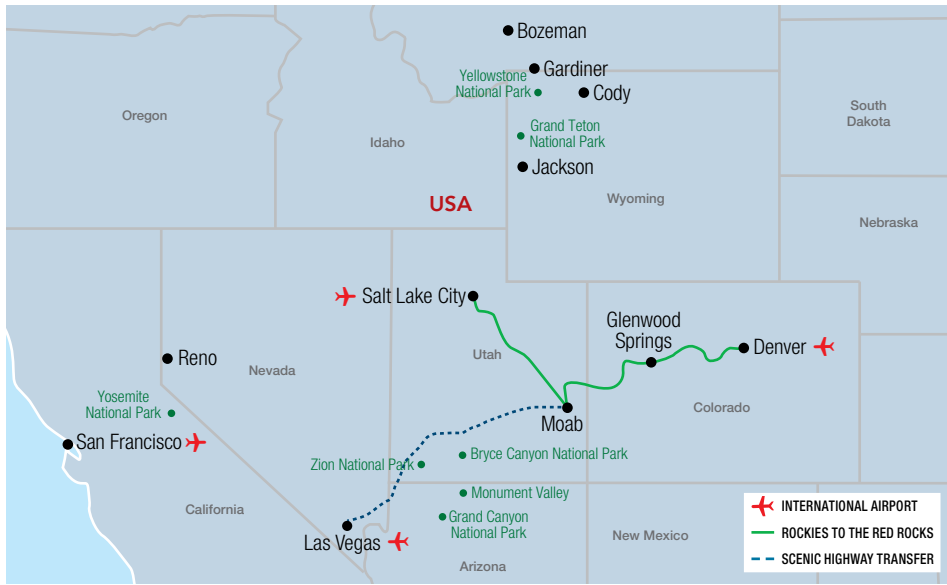 Bozeman
Gardiner
Yellowstone
National Park
Cody
South
Dakota
Oregon
Idaho
Grand Teton
National Park
Jackson
Wyoming
USA
Nebraska
Salt Lake City
Glenwood
Springs
Denver
Reno
Nevada
Utah
Yosemite
National Park
Colorado
Moab
San Francisco
Zion National Park
Bryce Canyon National Park
Monument Valley
California
Grand Canyon
National Park
Las Vegas
New Mexico
Arizona
INTERNATIONAL AIRPORT
ROCKIES TO THE RED ROCKS
SCENIC HIGHWAY TRANSFER